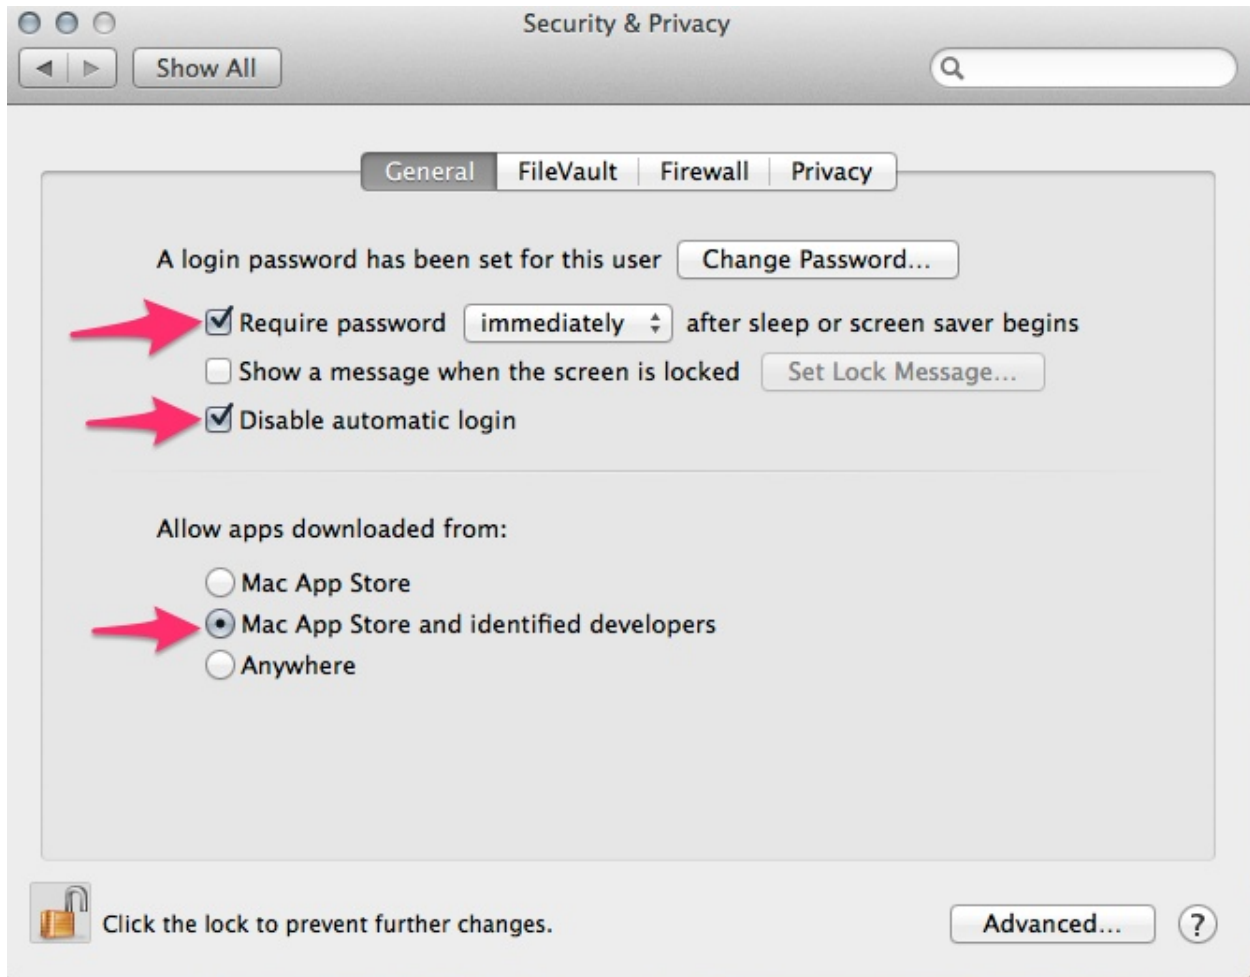 Security & Privacy
Show All
General FileVault Firewall Privacy
A login password has been set for this user Change Password...
Require password immediately after sleep or screen saver begins
Show a message when the screen is locked Set Lock Message...
Disable automatic login
Allow apps downloaded from:
Mac App Store
Mac App Store and identified developers
Anywhere
Click the lock to prevent further changes. Advanced... ?